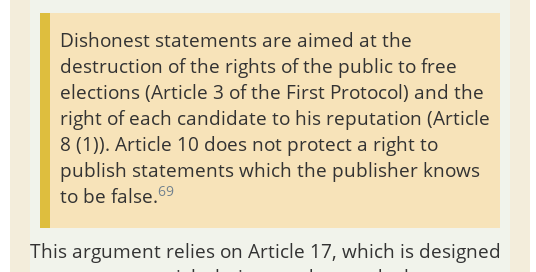 Dishonest statements are aimed at the
destruction of the rights of the public to free
elections (Article 3 of the First Protocol) and the
right of each candidate to his reputation (Article
8 (1)). Article 10 does not protect a right to
publish statements which the publisher knows
to be false.69
This argument relies on Article 17, which is designed